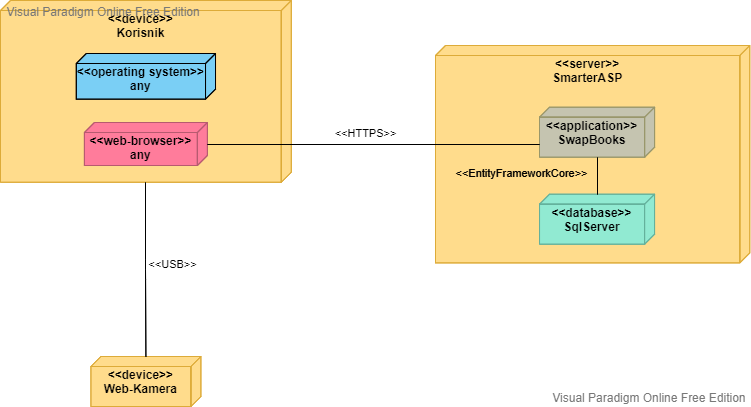 Visual Paradigm Online Free Edition
<<device>>
Korisnik
<<operating system>>
any
<<web-browser>>
any
<<HTTPS>>
<<server>>
SmarterASP
<<application>>
SwapBooks
<<EntityFrameworkCore>>
<<database>>
SqlServer
<<USB>>
<<device>>
Web-Kamera
Visual Paradigm Online Free Edition